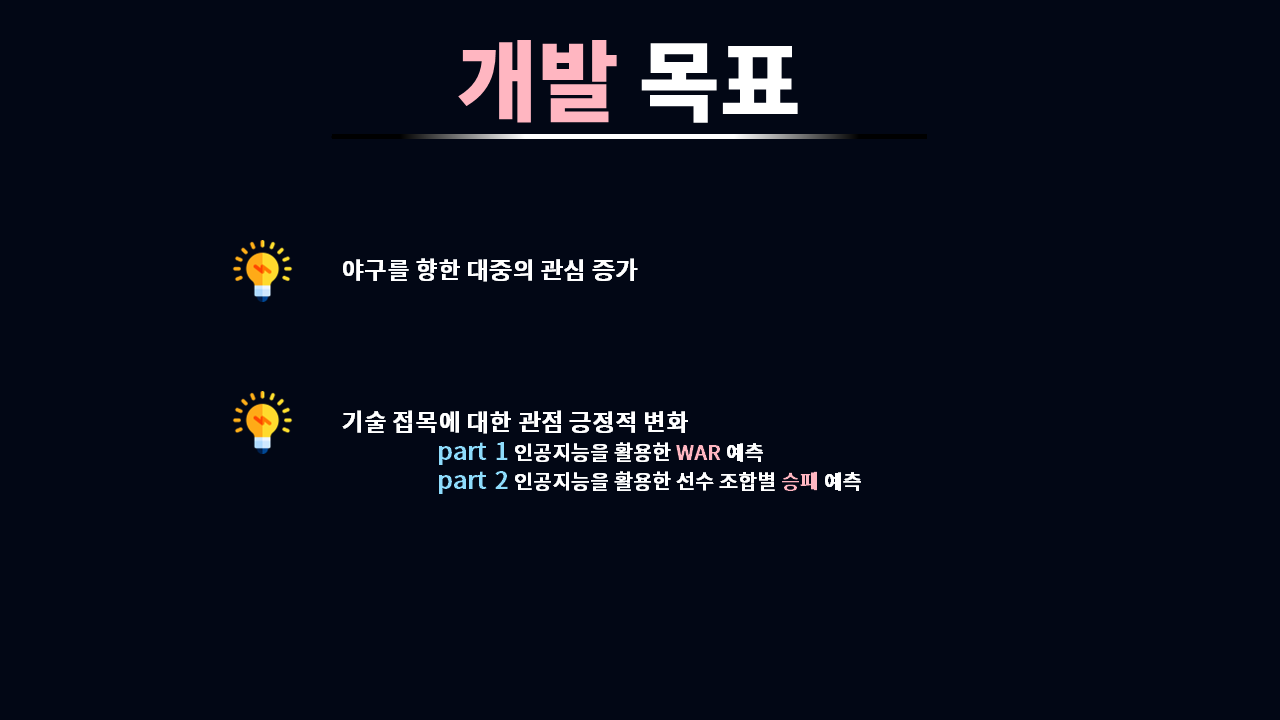 개발 목표
야구를 향한 대중의 관심 증가
기술 접목에 대한 관점 긍정적 변화
part 1 인공지능을 활용한 WAR 예측
part 2 인공지능을 활용한 선수 조합별 승패 예측